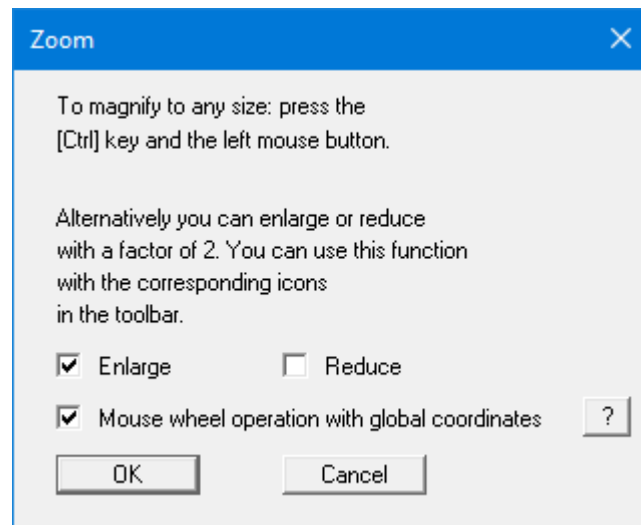 Zoom
To magnify to any size: press the
[Ctrl] key and the left mouse button.
Alternatively you can enlarge or reduce
with a factor of 2. You can use this function
with the corresponding icons
in the toolbar.
Enlarge Reduce
Mouse wheel operation with global coordinates ?
OK Cancel